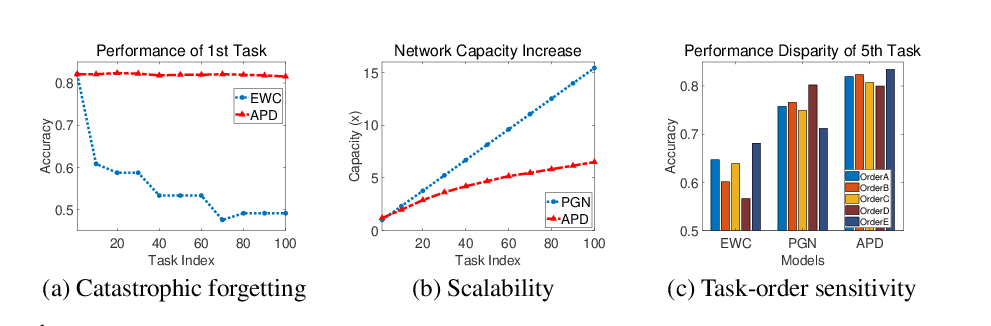 Performance of 1st Task
0.8
0.7
0.6
0.5
Accuracy
EWC
APD
20 40 60 80 100
Task Index
(a) Catastrophic forgetting
Network Capacity Increase
15
10
5
0
Capacity (x)
PGN
APD
20 40 60 80 100
Task Index
(b) Scalability
Performance Disparity of 5th Task
0.8
0.7
0.6
0.5
Accuracy
OrderA
OrderB
OrderC
OrderD
OrderE
EWC PGN APD
Models
(c) Task-order sensitivity